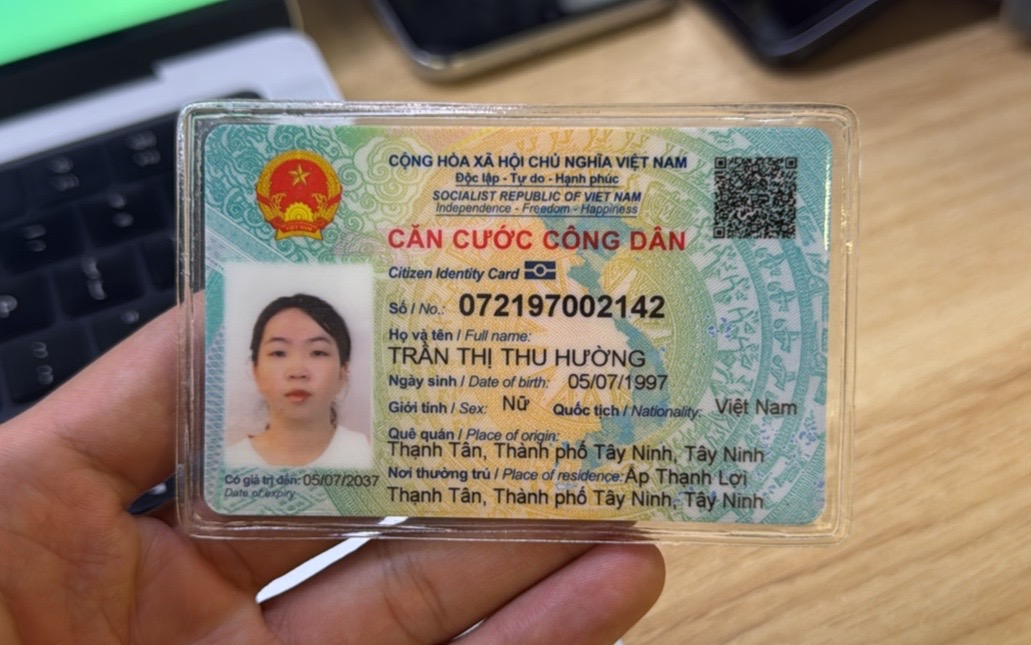 CỘNG HÒA XÃ HỘI CHỦ NGHĨA VIỆT NAM
Độc lập - Tự do - Hạnh phúc
SOCIALIST REPUBLIC OF VIET NAM
Independence - Freedom - Happiness
CĂN CƯỚC CÔNG DÂN
Citizen Identity Card
Số / No.: 072197002142
Họ và tên / Full name:
TRẦN THỊ THU HƯỜNG
Ngày sinh / Date of birth: 05/07/1997
Giới tính / Sex: Nữ Quốc tịch / Nationality: Việt Nam
Quê quán / Place of origin:
Thạnh Tân, Thành phố Tây Ninh, Tây Ninh
Nơi thường trú / Place of residence: Ấp Thạnh Lợi
Thạnh Tân, Thành phố Tây Ninh, Tây Ninh
Có giá trị đến: 05/07/2037
Date of expiry